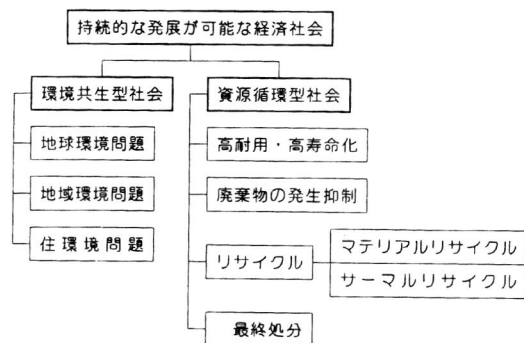 持続的な発展が可能な経済社会
環境共生型社会
資源循環型社会
地球環境問題
高耐用・高寿命化
地域環境問題
廃棄物の発生抑制
住環境問題
リサイクル
マテリアルリサイクル
サーマルリサイクル
最終処分